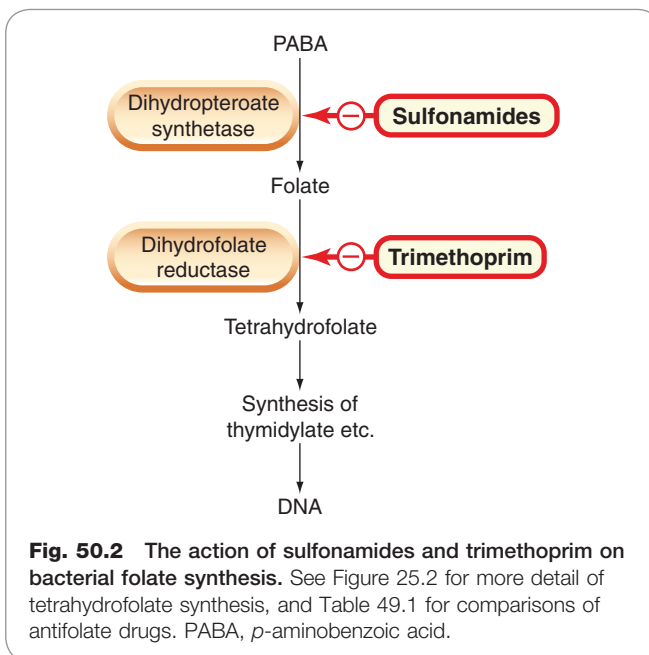 PABA
Dihydropteroate
synthetase
Sulfonamides
Folate
Dihydrofolate
reductase
Trimethoprim
Tetrahydrofolate
Synthesis of
thymidylate etc.
DNA
Fig. 50.2 The action of sulfonamides and trimethoprim on
bacterial folate synthesis. See Figure 25.2 for more detail of
tetrahydrofolate synthesis, and Table 49.1 for comparisons of
antifolate drugs. PABA, p-aminobenzoic acid.